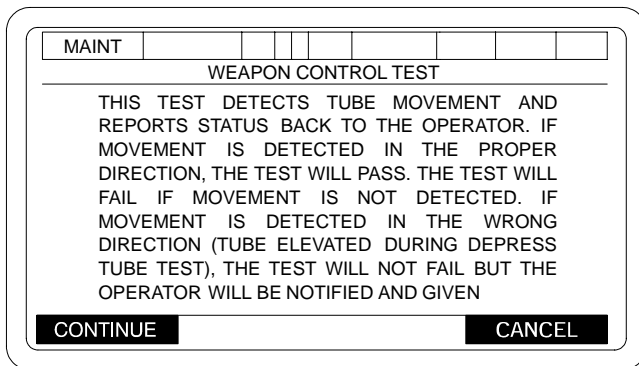 MAINT
WEAPON CONTROL TEST
THIS TEST DETECTS TUBE MOVEMENT AND
REPORTS STATUS BACK TO THE OPERATOR. IF
MOVEMENT IS DETECTED IN THE PROPER
DIRECTION, THE TEST WILL PASS. THE TEST WILL
FAIL IF MOVEMENT IS NOT DETECTED. IF
MOVEMENT IS DETECTED IN THE WRONG
DIRECTION (TUBE ELEVATED DURING DEPRESS
TUBE TEST), THE TEST WILL NOT FAIL BUT THE
OPERATOR WILL BE NOTIFIED AND GIVEN
CONTINUE CANCEL